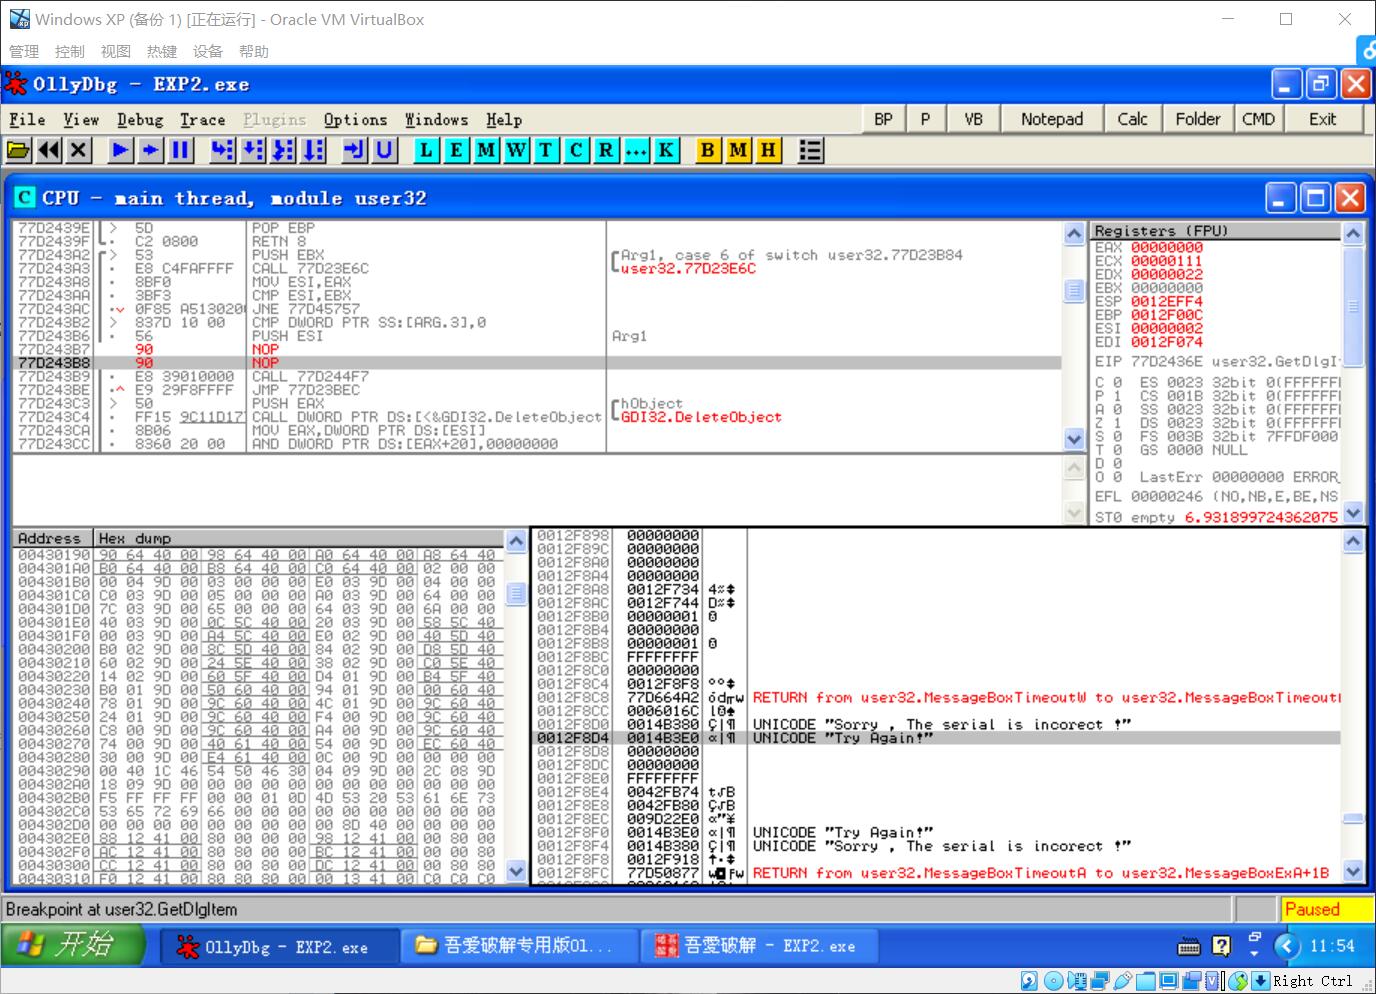 Windows XP (备份 1) [正在运行] - Oracle VM VirtualBox
管理 控制 视图 热键 设备 帮助
OllyDbg - EXP2.exe
File View Debug Trace Plugins Options Windows Help BP P VB Notepad Calc Folder CMD Exit
L E M W T C R ... K B M H
C CPU - main thread, module user32
77D2439E > 5D POP EBP
77D2439F . C2 0800 RETN 8
77D243A2 > 53 PUSH EBX Arg1, case 6 of switch user32.77D23B84
77D243A3 . E8 C4FAFFFF CALL 77D23E6C user32.77D23E6C
77D243A8 . 8BF0 MOV ESI,EAX
77D243AA . 3BF3 CMP ESI,EBX
77D243AC . 0F85 A5130200 JNE 77D45757
77D243B2 > 837D 10 00 CMP DWORD PTR SS:[ARG.3],0
77D243B6 . 56 PUSH ESI Arg1
77D243B7 90 NOP
77D243B8 90 NOP
77D243B9 . E8 39010000 CALL 77D244F7
77D243BE .^ E9 29F8FFFF JMP 77D23BEC
77D243C3 > 50 PUSH EAX hObject
77D243C4 . FF15 9C11D177 CALL DWORD PTR DS:[<&GDI32.DeleteObject GDI32.DeleteObject
77D243CA . 8B06 MOV EAX,DWORD PTR DS:[ESI]
77D243CC . 8360 20 00 AND DWORD PTR DS:[EAX+20],00000000
Registers (FPU)
EAX 00000000
ECX 00000111
EDX 00000022
EBX 00000000
ESP 0012EFF4
EBP 0012F00C
ESI 00000002
EDI 0012F074
EIP 77D2436E user32.GetDlgI
C 0 ES 0023 32bit 0(FFFFFF
P 1 CS 001B 32bit 0(FFFFFF
A 0 SS 0023 32bit 0(FFFFFF
Z 1 DS 0023 32bit 0(FFFFFF
S 0 FS 003B 32bit 7FFDF000
T 0 GS 0000 NULL
D 0
O 0 LastErr 00000000 ERROR_
EFL 00000246 (NO,NB,E,BE,NS
ST0 empty 6.931899724362075
Address Hex dump
00430190 90 64 40 00 98 64 40 00 A0 64 40 00 A8 64 40
004301A0 B0 64 40 00 B8 64 40 00 C0 64 40 00 02 00 00
004301B0 00 04 9D 00 03 00 00 00 E0 03 9D 00 04 00 00
004301C0 C0 03 9D 00 05 00 00 00 A0 03 9D 00 64 00 00
004301D0 7C 03 9D 00 65 00 00 00 64 03 9D 00 6A 00 00
004301E0 40 03 9D 00 0C 5C 40 00 20 03 9D 00 58 5C 40
004301F0 00 03 9D 00 A4 5C 40 00 E0 02 9D 00 40 5D 40
00430200 B0 02 9D 00 8C 5D 40 00 84 02 9D 00 D8 5D 40
00430210 60 02 9D 00 24 5E 40 00 38 02 9D 00 C0 5E 40
00430220 14 02 9D 00 60 5F 40 00 D4 01 9D 00 B4 5F 40
00430230 B0 01 9D 00 50 60 40 00 94 01 9D 00 00 60 40
00430240 78 01 9D 00 9C 60 40 00 4C 01 9D 00 9C 60 40
00430250 24 01 9D 00 9C 60 40 00 F4 00 9D 00 9C 60 40
00430260 C8 00 9D 00 9C 60 40 00 A4 00 9D 00 9C 60 40
00430270 74 00 9D 00 40 61 40 00 54 00 9D 00 EC 60 40
00430280 30 00 9D 00 E4 61 40 00 0C 00 9D 00 00 00 00
00430290 00 40 1C 46 54 50 46 30 04 09 9D 00 2C 08 9D
004302A0 18 09 9D 00 00 00 00 00 00 00 00 00 00 00 00
004302B0 F5 FF FF FF 00 00 01 0D 4D 53 20 53 61 6E 73
004302C0 53 65 72 69 66 00 00 00 00 00 00 00 00 00 00
004302D0 00 00 00 00 00 00 00 00 00 8D 40 00 00 00 00
004302E0 88 12 41 00 80 00 00 00 98 12 41 00 00 80 00
004302F0 AC 12 41 00 00 00 00 80 BC 12 41 00 00 00 80
00430300 CC 12 41 00 80 00 80 00 DC 12 41 00 80 80 00
00430310 F0 12 41 00 80 80 80 00 00 13 41 00 C0 C0 C0
0012F898 00000000
0012F89C 00000000
0012F8A0 00000000
0012F8A4 00000000
0012F8A8 0012F734
0012F8AC 0012F744
0012F8B0 00000001
0012F8B4 00000000
0012F8B8 00000001
0012F8BC FFFFFFFF
0012F8C0 00000000
0012F8C4 0012F8F8
0012F8C8 77D664A2 RETURN from user32.MessageBoxTimeoutW to user32.MessageBoxTimeout
0012F8CC 0006016C
0012F8D0 0014B380 UNICODE "Sorry , The serial is incorect !"
0012F8D4 0014B3E0 UNICODE "Try Again!"
0012F8D8 00000000
0012F8DC 00000000
0012F8E0 FFFFFFFF
0012F8E4 0042FB74
0012F8E8 0042FB80
0012F8EC 009D22E0
0012F8F0 0014B3E0 UNICODE "Try Again!"
0012F8F4 0014B380 UNICODE "Sorry , The serial is incorect !"
0012F8F8 0012F918
0012F8FC 77D50877 RETURN from user32.MessageBoxTimeoutA to user32.MessageBoxExA+1B
Breakpoint at user32.GetDlgItem Paused
开始 OllyDbg - EXP2.exe 吾爱破解专用版Ol... 吾爱破解 - EXP2.exe 11:54
Right Ctrl